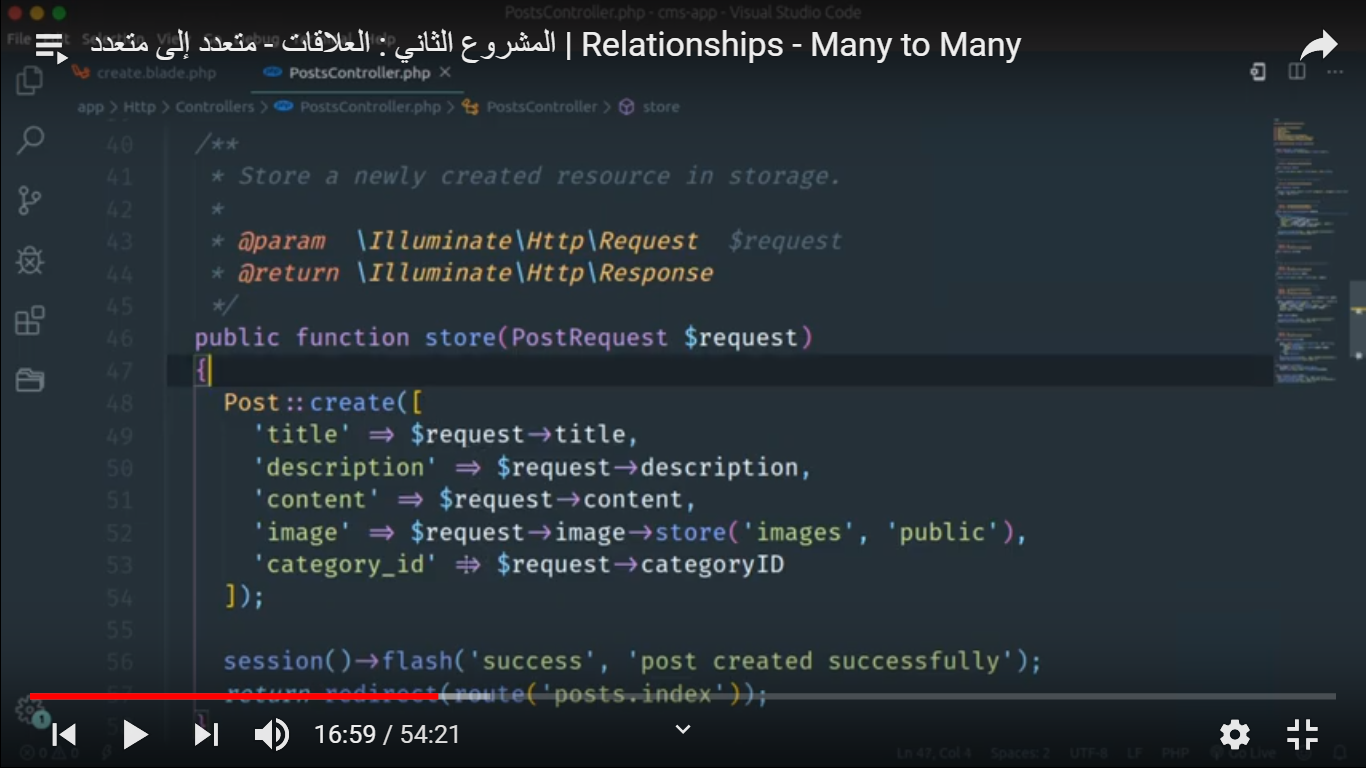 PostsController.php - cms-app - Visual Studio Code
File
المشروع الثاني : العلاقات - متعدد إلى متعدد | Relationships - Many to Many
create.blade.php PostsController.php
app > Http > Controllers > PostsController.php > PostsController > store
40 /**
41 * Store a newly created resource in storage.
42 *
43 * @param \Illuminate\Http\Request $request
44 * @return \Illuminate\Http\Response
45 */
46 public function store(PostRequest $request)
47 {
48 Post::create([
49 'title' => $request->title,
50 'description' => $request->description,
51 'content' => $request->content,
52 'image' => $request->image->store('images', 'public'),
53 'category_id' => $request->categoryID
54 ]);
55
56 session()->flash('success', 'post created successfully');
57 return redirect(route('posts.index'));
}
1
16:59 / 54:21
Ln 47, Col 4 Spaces: 2 UTF-8 LF PHP Go Live